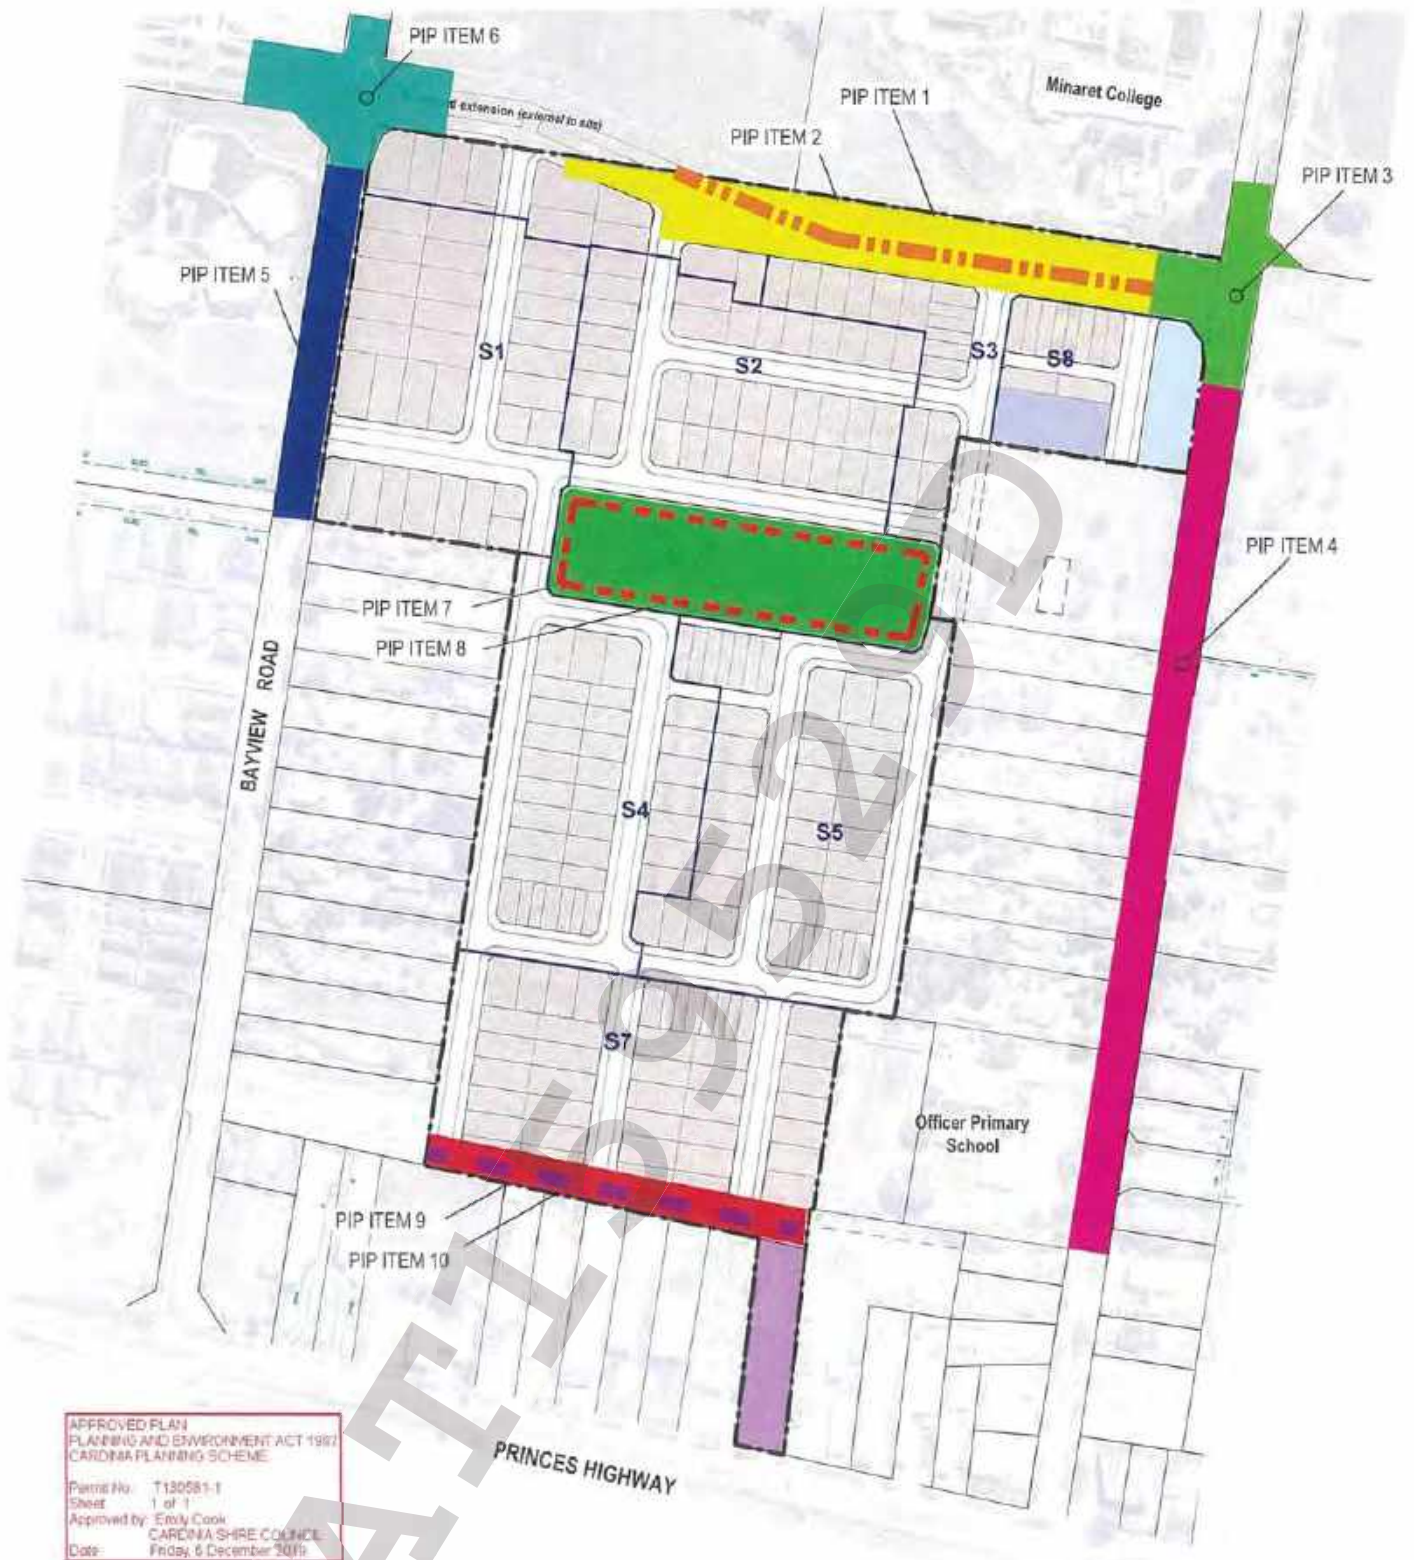 PIP ITEM 6
Minaret College
PIP ITEM 1
extension (external to site)
PIP ITEM 2
PIP ITEM 3
PIP ITEM 5
S1
S2
S3
S8
PIP ITEM 4
PIP ITEM 7
PIP ITEM 8
BAYVIEW ROAD
S4
S5
S7
Officer Primary
School
PIP ITEM 9
PIP ITEM 10
PRINCES HIGHWAY
APPROVED PLAN
PLANNING AND ENVIRONMENT ACT 1987
CARDINIA PLANNING SCHEME
Permit No. T130581-1
Sheet 1 of 1
Approved by: Emily Cook
CARDINIA SHIRE COUNCIL
Date: Friday, 6 December 2019